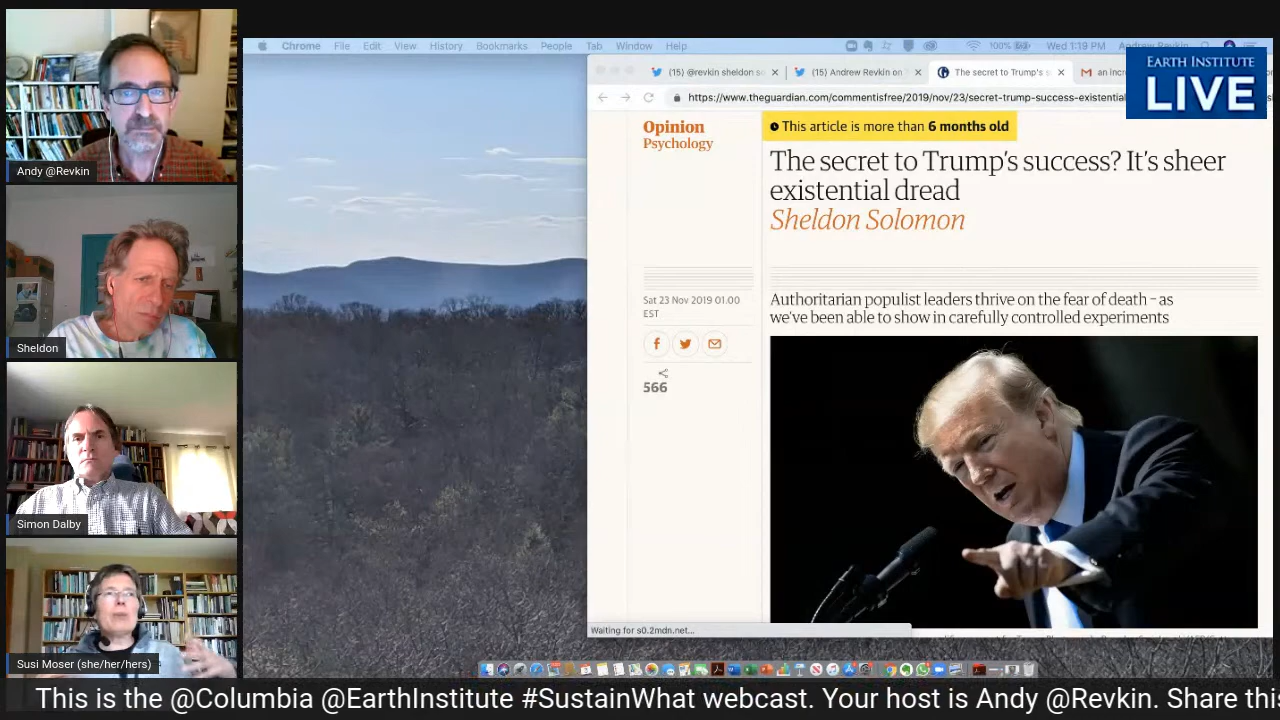 Andy @Revkin
Sheldon
Simon Dalby
Susi Moser (she/her/hers)
Chrome File Edit View History Bookmarks People Tab Window Help
100%
Wed 1:19 PM Andrew Revkin
(15) @revkin sheldon s
(15) Andrew Revkin on
The secret to Trump's s
an incr
https://www.theguardian.com/commentisfree/2019/nov/23/secret-trump-success-existential
EARTH INSTITUTE
LIVE
Opinion
Psychology
This article is more than 6 months old
The secret to Trump's success? It's sheer
existential dread
Sheldon Solomon
Sat 23 Nov 2019 01.00
EST
566
Authoritarian populist leaders thrive on the fear of death – as
we've been able to show in carefully controlled experiments
Waiting for s0.2mdn.net...
This is the @Columbia @EarthInstitute #SustainWhat webcast. Your host is Andy @Revkin. Share this